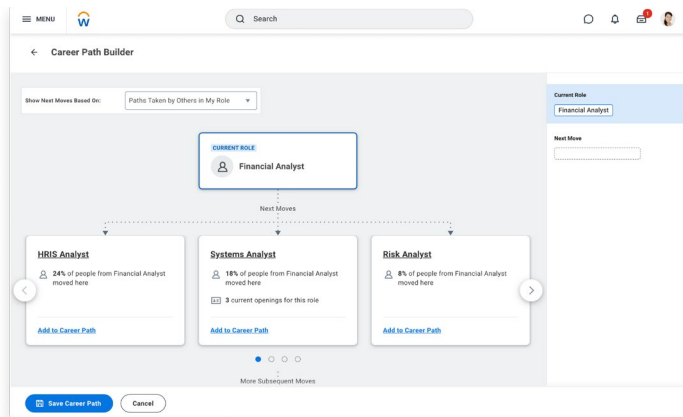 MENU
Search
1
Career Path Builder
Show Next Moves Based On:
Paths Taken by Others in My Role
CURRENT ROLE
Financial Analyst
Next Moves
HRIS Analyst
24% of people from Financial Analyst
moved here
Add to Career Path
Systems Analyst
18% of people from Financial Analyst
moved here
3 current openings for this role
Add to Career Path
Risk Analyst
8% of people from Financial Analyst
moved here
Add to Career Path
More Subsequent Moves
Current Role
Financial Analyst
Next Move
Save Career Path
Cancel